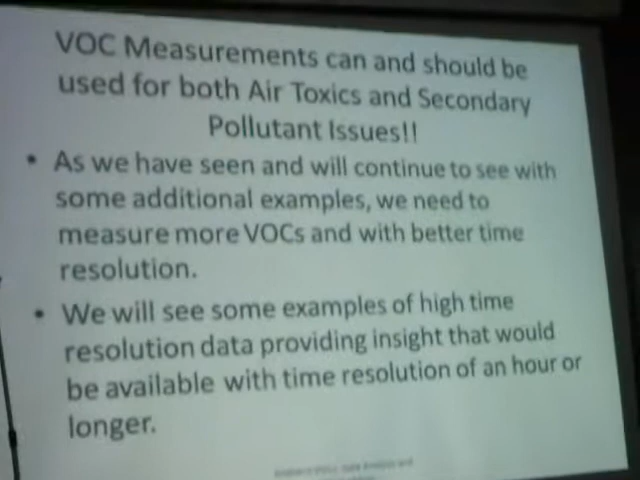 VOC Measurements can and should be
used for both Air Toxics and Secondary
Pollutant Issues!!
• As we have seen and will continue to see with
some additional examples, we need to
measure more VOCs and with better time
resolution.
• We will see some examples of high time
resolution data providing insight that would
be available with time resolution of an hour or
longer.